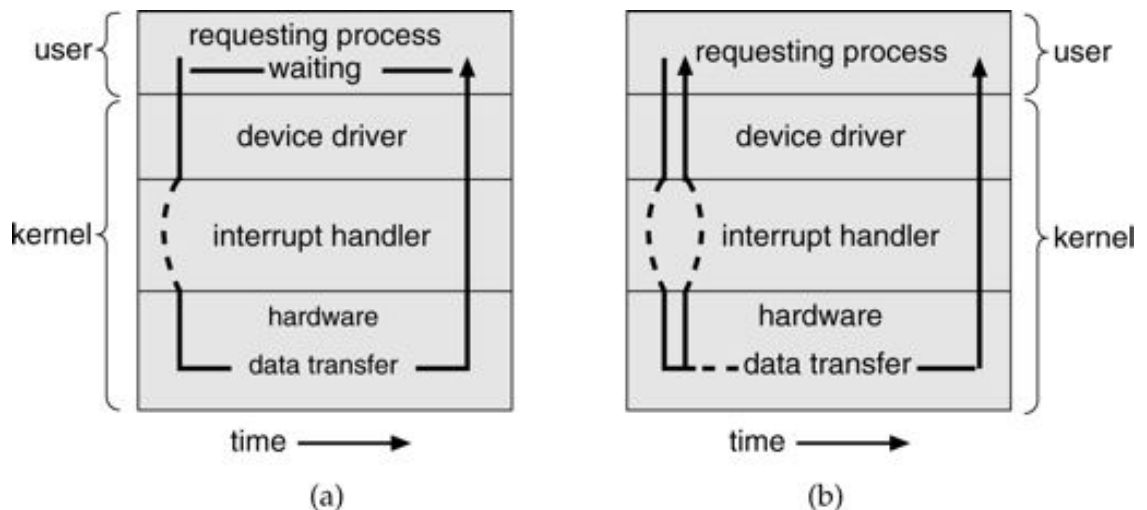 user
requesting process
waiting
device driver
kernel
interrupt handler
hardware
data transfer
time
(a)
requesting process
user
device driver
interrupt handler
kernel
hardware
data transfer
time
(b)